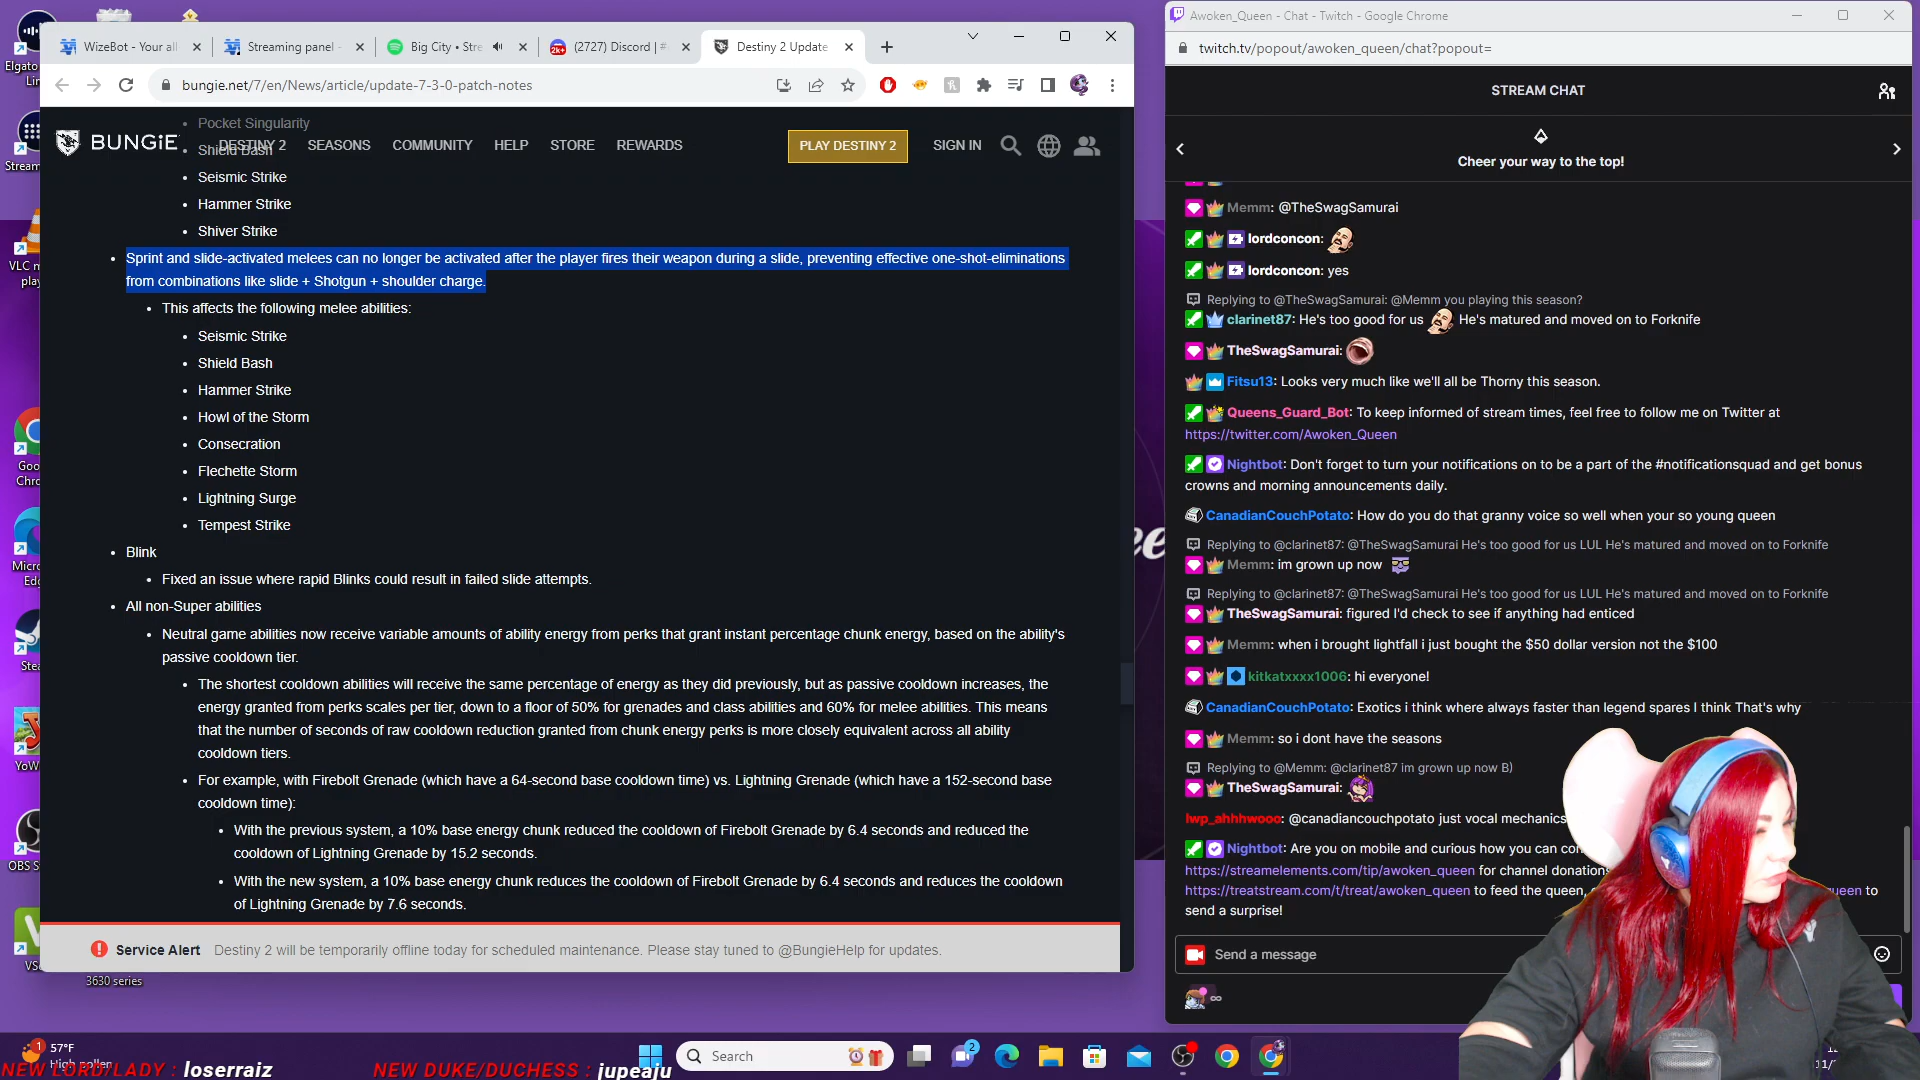 WizeBot - Your all
Streaming panel -
Big City • Stre
(2727) Discord | #
Destiny 2 Update
bungie.net/7/en/News/article/update-7-3-0-patch-notes
BUNGiE
DESTINY 2
SEASONS
COMMUNITY
HELP
STORE
REWARDS
PLAY DESTINY 2
SIGN IN
• Pocket Singularity
• Shield Bash
• Seismic Strike
• Hammer Strike
• Shiver Strike
• Sprint and slide-activated melees can no longer be activated after the player fires their weapon during a slide, preventing effective one-shot-eliminations
from combinations like slide + Shotgun + shoulder charge.
• This affects the following melee abilities:
• Seismic Strike
• Shield Bash
• Hammer Strike
• Howl of the Storm
• Consecration
• Flechette Storm
• Lightning Surge
• Tempest Strike
• Blink
• Fixed an issue where rapid Blinks could result in failed slide attempts.
• All non-Super abilities
• Neutral game abilities now receive variable amounts of ability energy from perks that grant instant percentage chunk energy, based on the ability's
passive cooldown tier.
• The shortest cooldown abilities will receive the same percentage of energy as they did previously, but as passive cooldown increases, the
energy granted from perks scales per tier, down to a floor of 50% for grenades and class abilities and 60% for melee abilities. This means
that the number of seconds of raw cooldown reduction granted from chunk energy perks is more closely equivalent across all ability
cooldown tiers.
• For example, with Firebolt Grenade (which have a 64-second base cooldown time) vs. Lightning Grenade (which have a 152-second base
cooldown time):
• With the previous system, a 10% base energy chunk reduced the cooldown of Firebolt Grenade by 6.4 seconds and reduced the
cooldown of Lightning Grenade by 15.2 seconds.
• With the new system, a 10% base energy chunk reduces the cooldown of Firebolt Grenade by 6.4 seconds and reduces the cooldown
of Lightning Grenade by 7.6 seconds.
Service Alert Destiny 2 will be temporarily offline today for scheduled maintenance. Please stay tuned to @BungieHelp for updates.
3630 series
Awoken_Queen - Chat - Twitch - Google Chrome
twitch.tv/popout/awoken_queen/chat?popout=
STREAM CHAT
Cheer your way to the top!
Memm: @TheSwagSamurai
lordconcon:
lordconcon: yes
Replying to @TheSwagSamurai: @Memm you playing this season?
clarinet87: He's too good for us He's matured and moved on to Forknife
TheSwagSamurai:
Fitsu13: Looks very much like we'll all be Thorny this season.
Queens_Guard_Bot: To keep informed of stream times, feel free to follow me on Twitter at
https://twitter.com/Awoken_Queen
Nightbot: Don't forget to turn your notifications on to be a part of the #notificationsquad and get bonus
crowns and morning announcements daily.
CanadianCouchPotato: How do you do that granny voice so well when your so young queen
Replying to @clarinet87: @TheSwagSamurai He's too good for us LUL He's matured and moved on to Forknife
Memm: im grown up now
Replying to @clarinet87: @TheSwagSamurai He's too good for us LUL He's matured and moved on to Forknife
TheSwagSamurai: figured I'd check to see if anything had enticed
Memm: when i brought lightfall i just bought the $50 dollar version not the $100
kitkatxxxx1006: hi everyone!
CanadianCouchPotato: Exotics i think where always faster than legend spares I think That's why
Memm: so i dont have the seasons
Replying to @Memm: @clarinet87 im grown up now B)
TheSwagSamurai:
lwp_ahhhwooo: @canadiancouchpotato just vocal mechanics
Nightbot: Are you on mobile and curious how you can con
https://streamelements.com/tip/awoken_queen for channel donations
https://treatstream.com/t/treat/awoken_queen to feed the queen, queen to
send a surprise!
Send a message
57°F
High pollen
Search
2
NEW LORD/LADY : loserraiz
NEW DUKE/DUCHESS : jupeaju